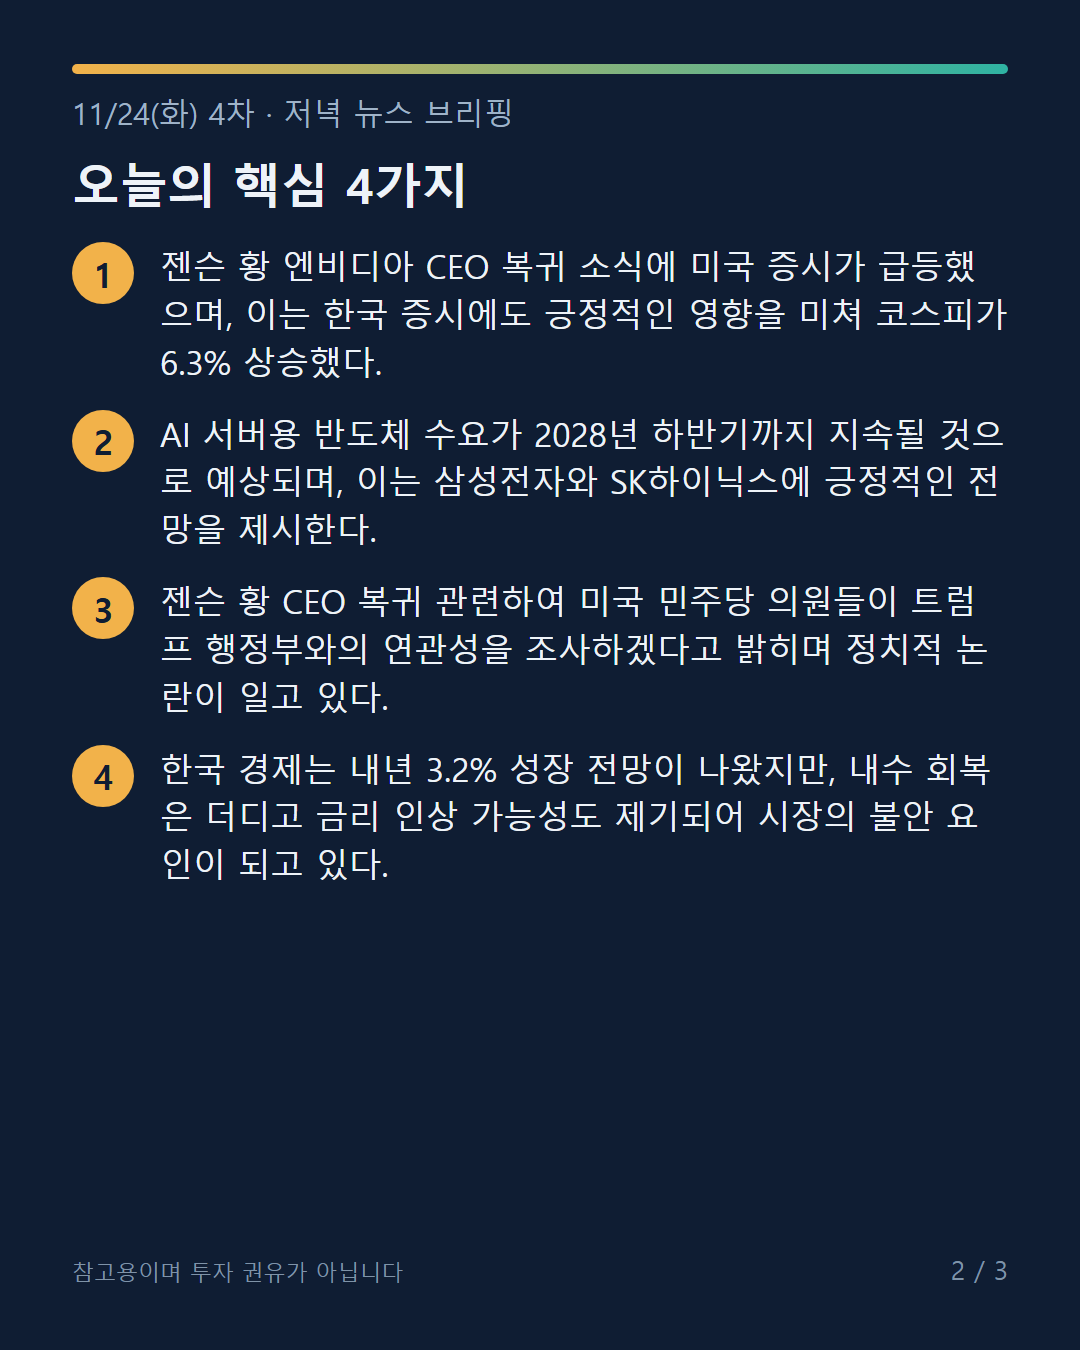 11/24(화) 4차 · 저녁 뉴스 브리핑
오늘의 핵심 4가지
1 젠슨 황 엔비디아 CEO 복귀 소식에 미국 증시가 급등했
으며, 이는 한국 증시에도 긍정적인 영향을 미쳐 코스피가
6.3% 상승했다.
2 AI 서버용 반도체 수요가 2028년 하반기까지 지속될 것으
로 예상되며, 이는 삼성전자와 SK하이닉스에 긍정적인 전
망을 제시한다.
3 젠슨 황 CEO 복귀 관련하여 미국 민주당 의원들이 트럼
프 행정부와의 연관성을 조사하겠다고 밝히며 정치적 논
란이 일고 있다.
4 한국 경제는 내년 3.2% 성장 전망이 나왔지만, 내수 회복
은 더디고 금리 인상 가능성도 제기되어 시장의 불안 요
인이 되고 있다.
참고용이며 투자 권유가 아닙니다
2 / 3